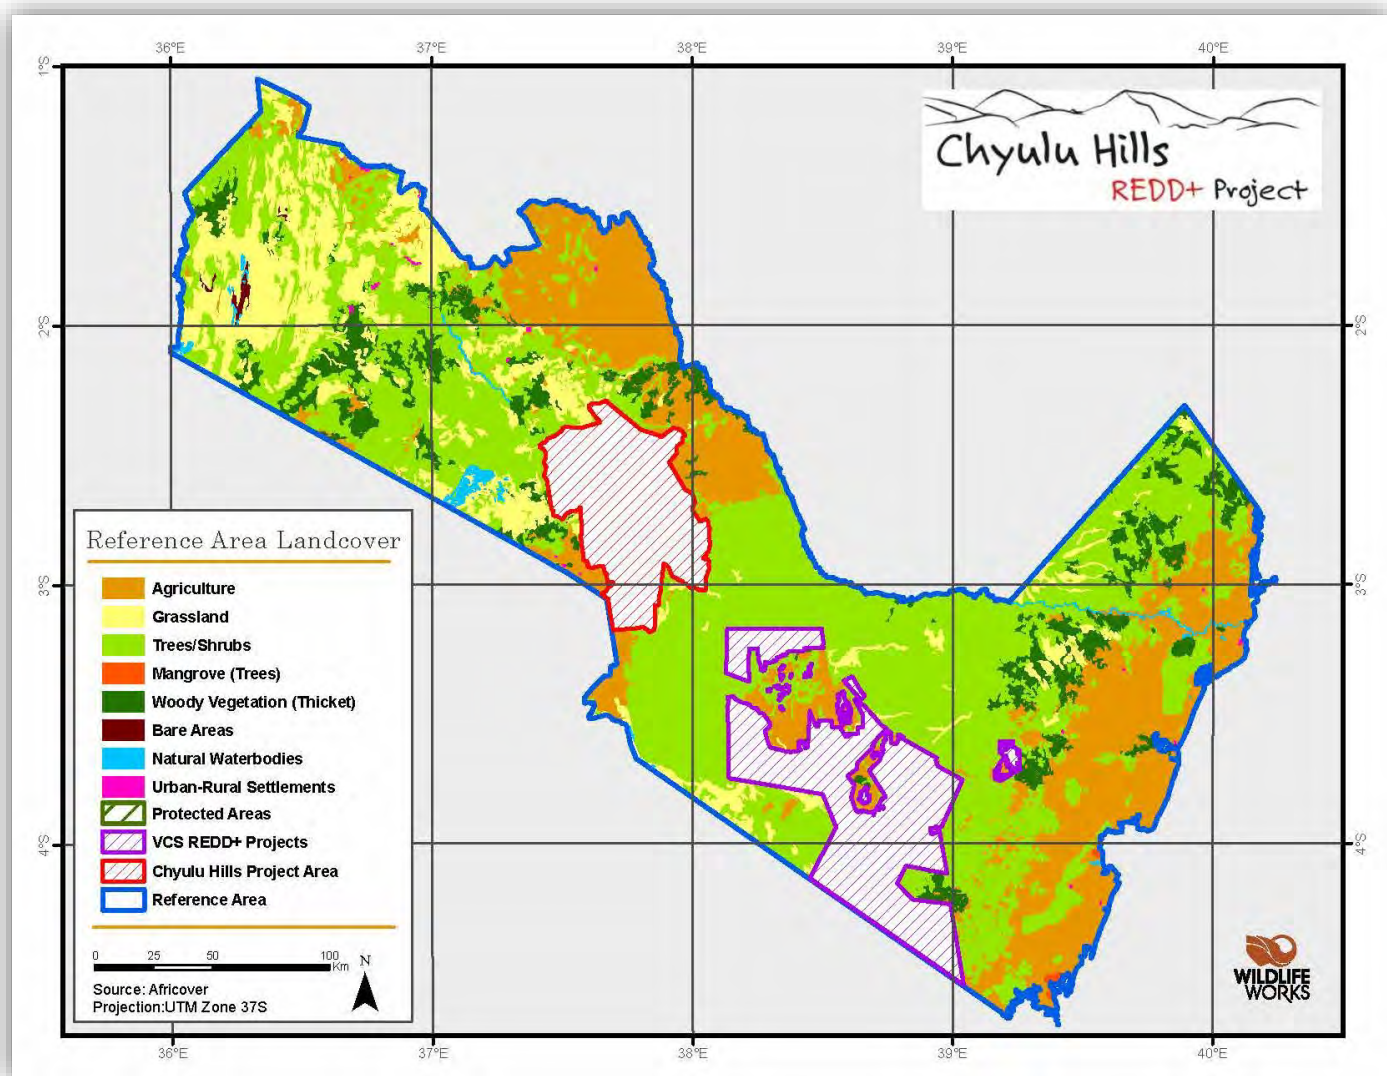 36°E 37°E 38°E 39°E 40°E
1°S
Chyulu Hills
REDD+ Project
2°S 2°S
Reference Area Landcover
Agriculture
3°S 3°S
Grassland
Trees/Shrubs
Mangrove (Trees)
Woody Vegetation (Thicket)
Bare Areas
Natural Waterbodies
Urban-Rural Settlements
Protected Areas
VCS REDD+ Projects
4°S 4°S
Chyulu Hills Project Area
Reference Area
0 25 50 100
Km
N
Source: Africover
Projection:UTM Zone 37S
WILDLIFE
WORKS
36°E 37°E 38°E 39°E 40°E